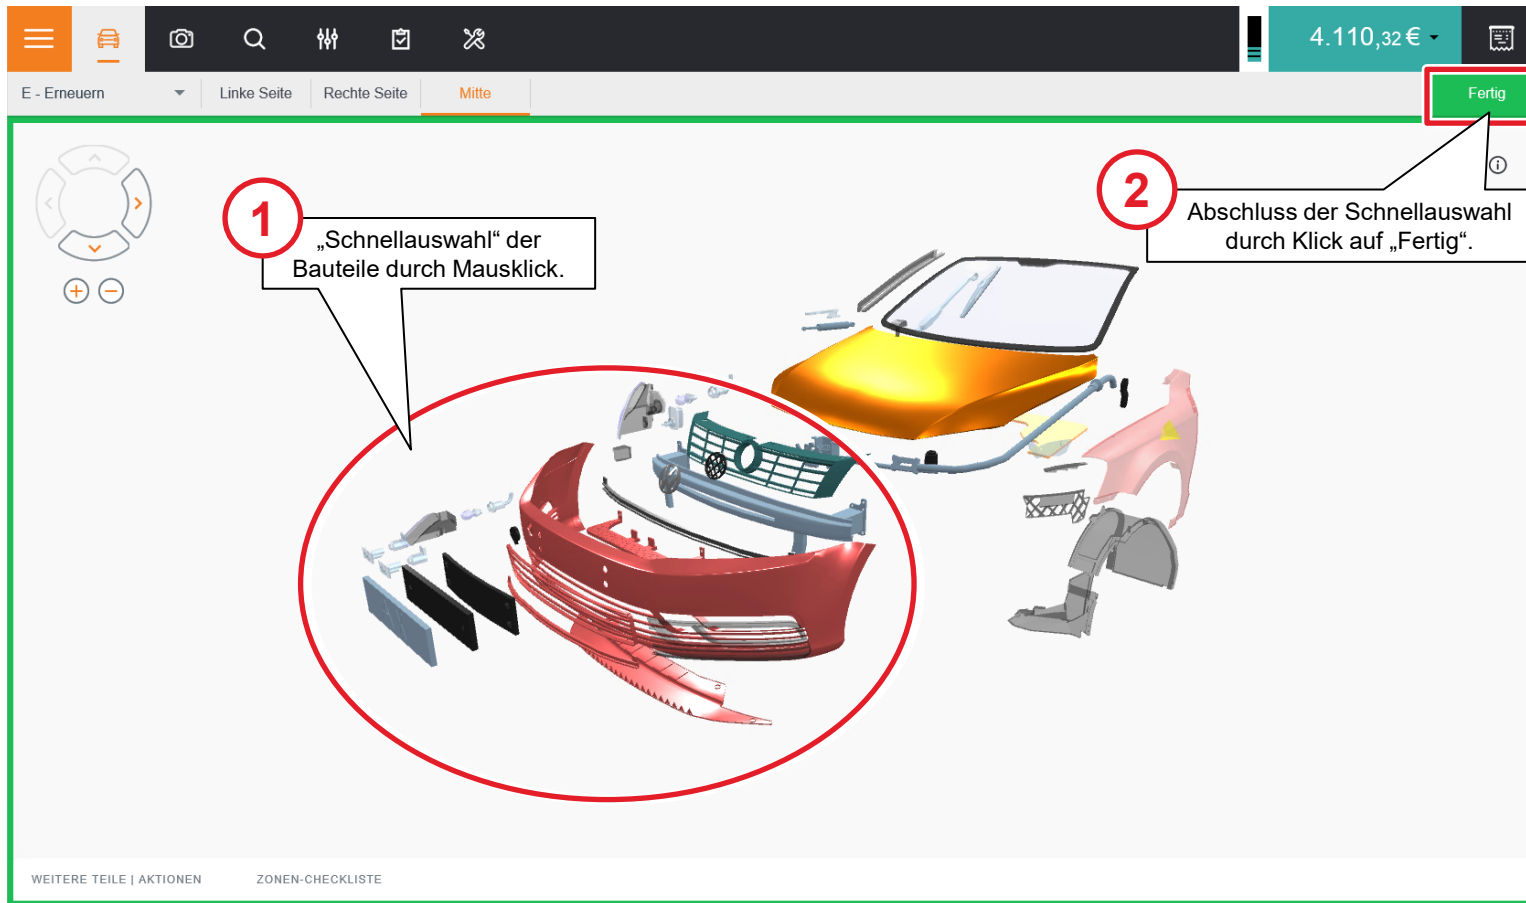 4.110,32 €
E - Erneuern
Linke Seite
Rechte Seite
Mitte
Fertig
1
„Schnellauswahl“ der
Bauteile durch Mausklick.
2
Abschluss der Schnellauswahl
durch Klick auf „Fertig“.
WEITERE TEILE | AKTIONEN
ZONEN-CHECKLISTE